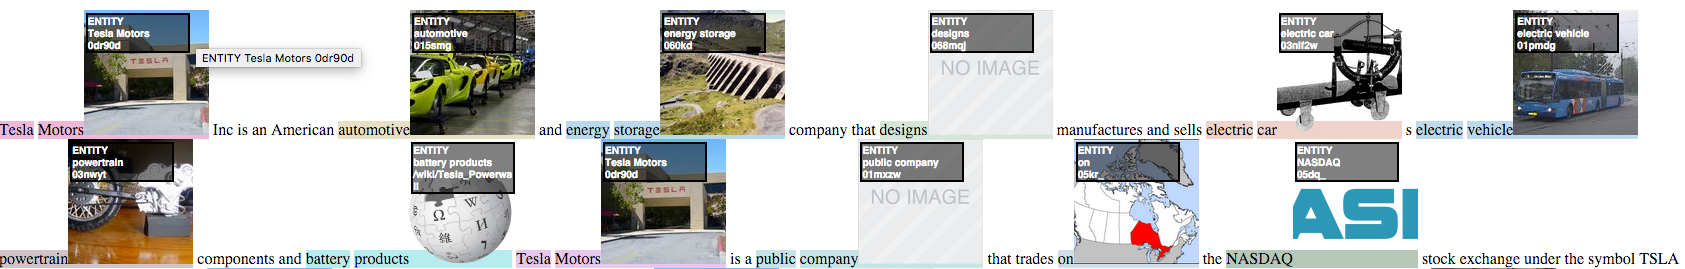 ENTITY
Tesla Motors
0dr90d
ENTITY Tesla Motors 0dr90d
ENTITY
automotive
015smg
ENTITY
energy storage
060kd
ENTITY
designs
068mqj
NO IMAGE
ENTITY
electric car
03nlf2w
ENTITY
electric vehicle
01pmdg
TESLA
Tesla Motors Inc is an American automotive and energy storage company that designs manufactures and sells electric car s electric vehicle
ENTITY
powertrain
03nwyt
ENTITY
battery products
/wiki/Tesla_Powerwa
ll
ENTITY
Tesla Motors
0dr90d
TESLA
ENTITY
public company
01mxzw
NO IMAGE
ENTITY
on
05kr_
ENTITY
NASDAQ
05dq_
ASI
powertrain components and battery products Tesla Motors is a public company that trades on the NASDAQ stock exchange under the symbol TSLA